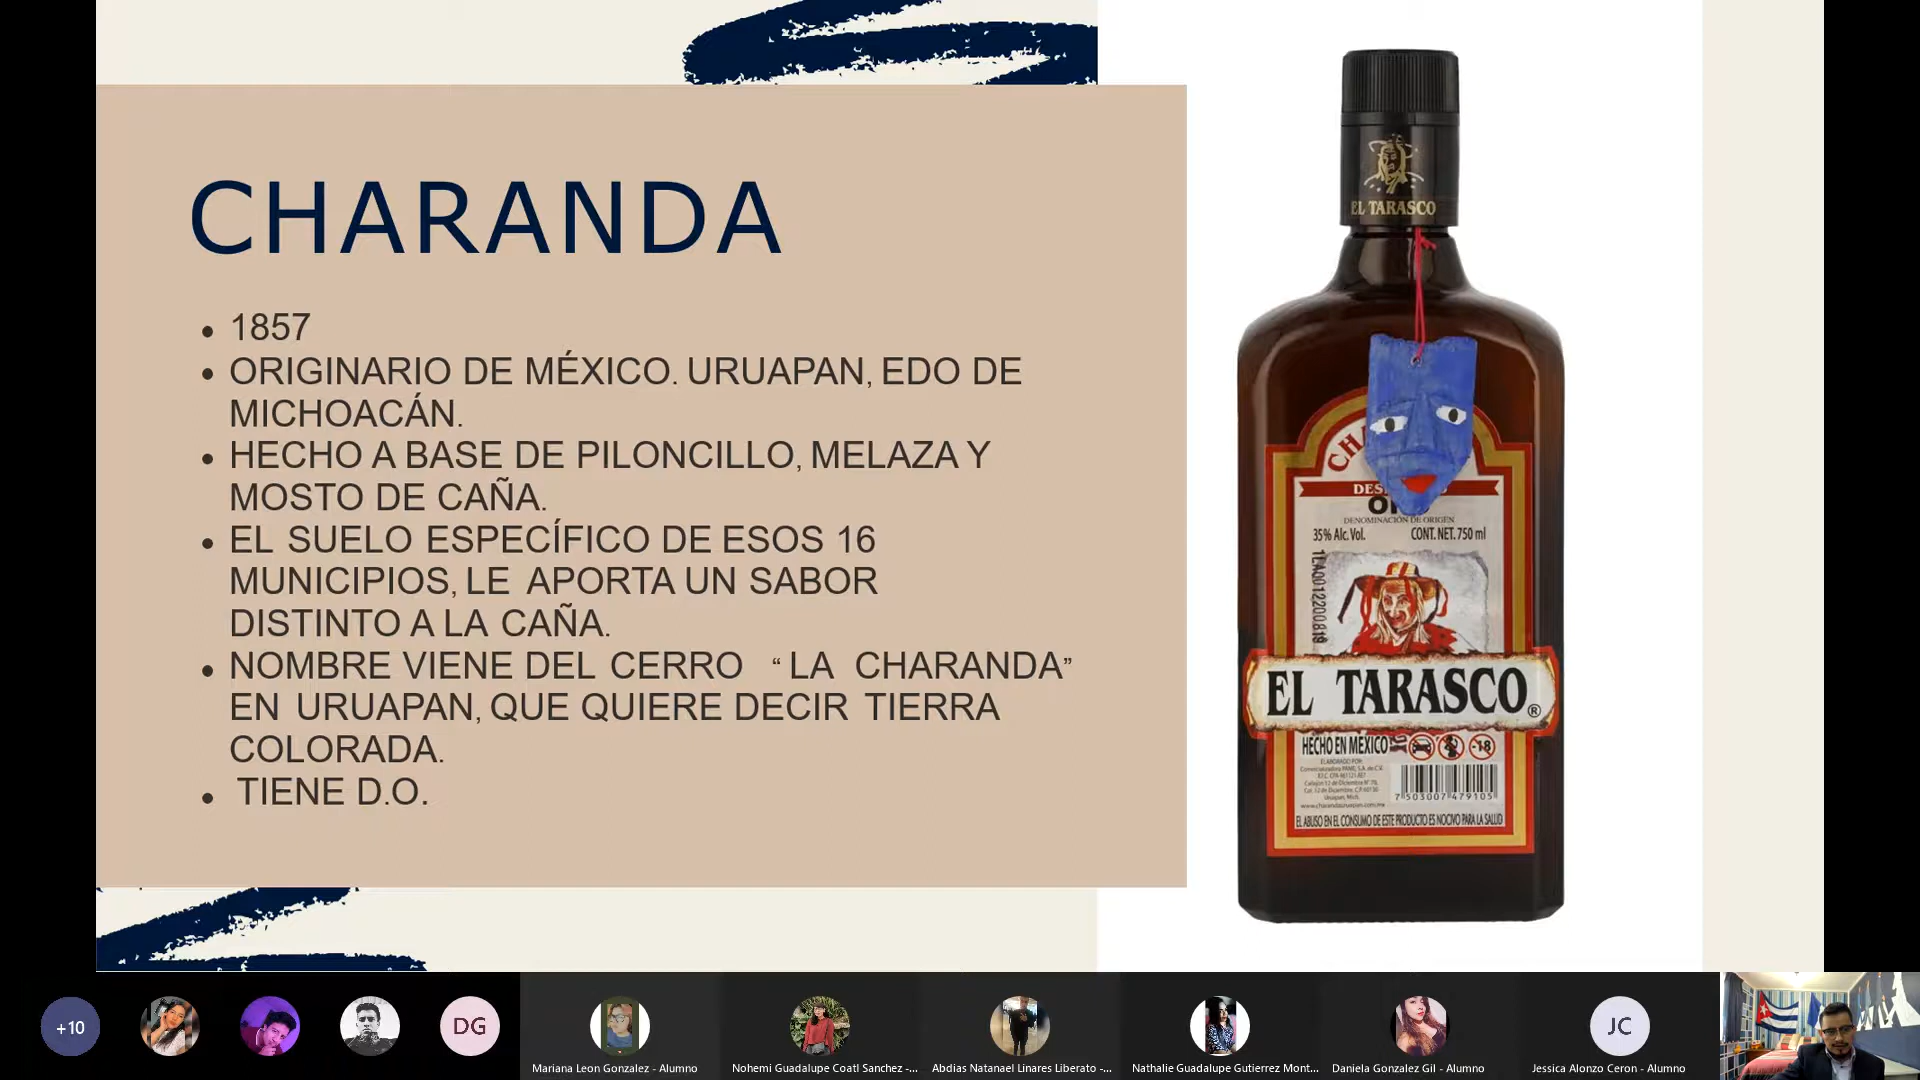 CHARANDA
1857
ORIGINARIO DE MÉXICO. URUAPAN, EDO DE
MICHOACÁN.
HECHO A BASE DE PILONCILLO, MELAZA Y
MOSTO DE CAÑA.
EL SUELO ESPECÍFICO DE ESOS 16
MUNICIPIOS, LE APORTA UN SABOR
DISTINTO A LA CAÑA.
NOMBRE VIENE DEL CERRO “ LA CHARANDA”
EN URUAPAN, QUE QUIERE DECIR TIERRA
COLORADA.
TIENE D.O.
EL TARASCO
DENOMINACIÓN DE ORIGEN
35% Alc. Vol.
CONT. NET. 750 ml
EL TARASCO®
HECHO EN MÉXICO
-18
ELABORADO POR:
7 503007 479105
EL ABUSO EN EL CONSUMO DE ESTE PRODUCTO ES NOCIVO PARA LA SALUD
+10
DG
JC
Mariana Leon Gonzalez - Alumno
Nohemi Guadalupe Coatl Sanchez -...
Abdias Natanael Linares Liberato -...
Nathalie Guadalupe Gutierrez Mont...
Daniela Gonzalez Gil - Alumno
Jessica Alonzo Ceron - Alumno